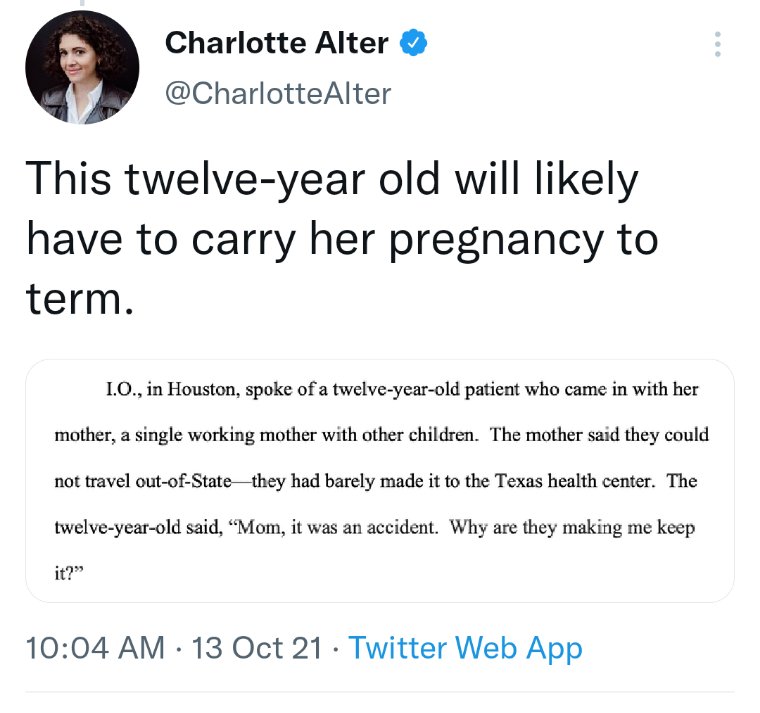 Charlotte Alter
@CharlotteAlter
This twelve-year old will likely
have to carry her pregnancy to
term.
I.O., in Houston, spoke of a twelve-year-old patient who came in with her
mother, a single working mother with other children. The mother said they could
not travel out-of-State—they had barely made it to the Texas health center. The
twelve-year-old said, “Mom, it was an accident. Why are they making me keep
it?”
10:04 AM · 13 Oct 21 · Twitter Web App